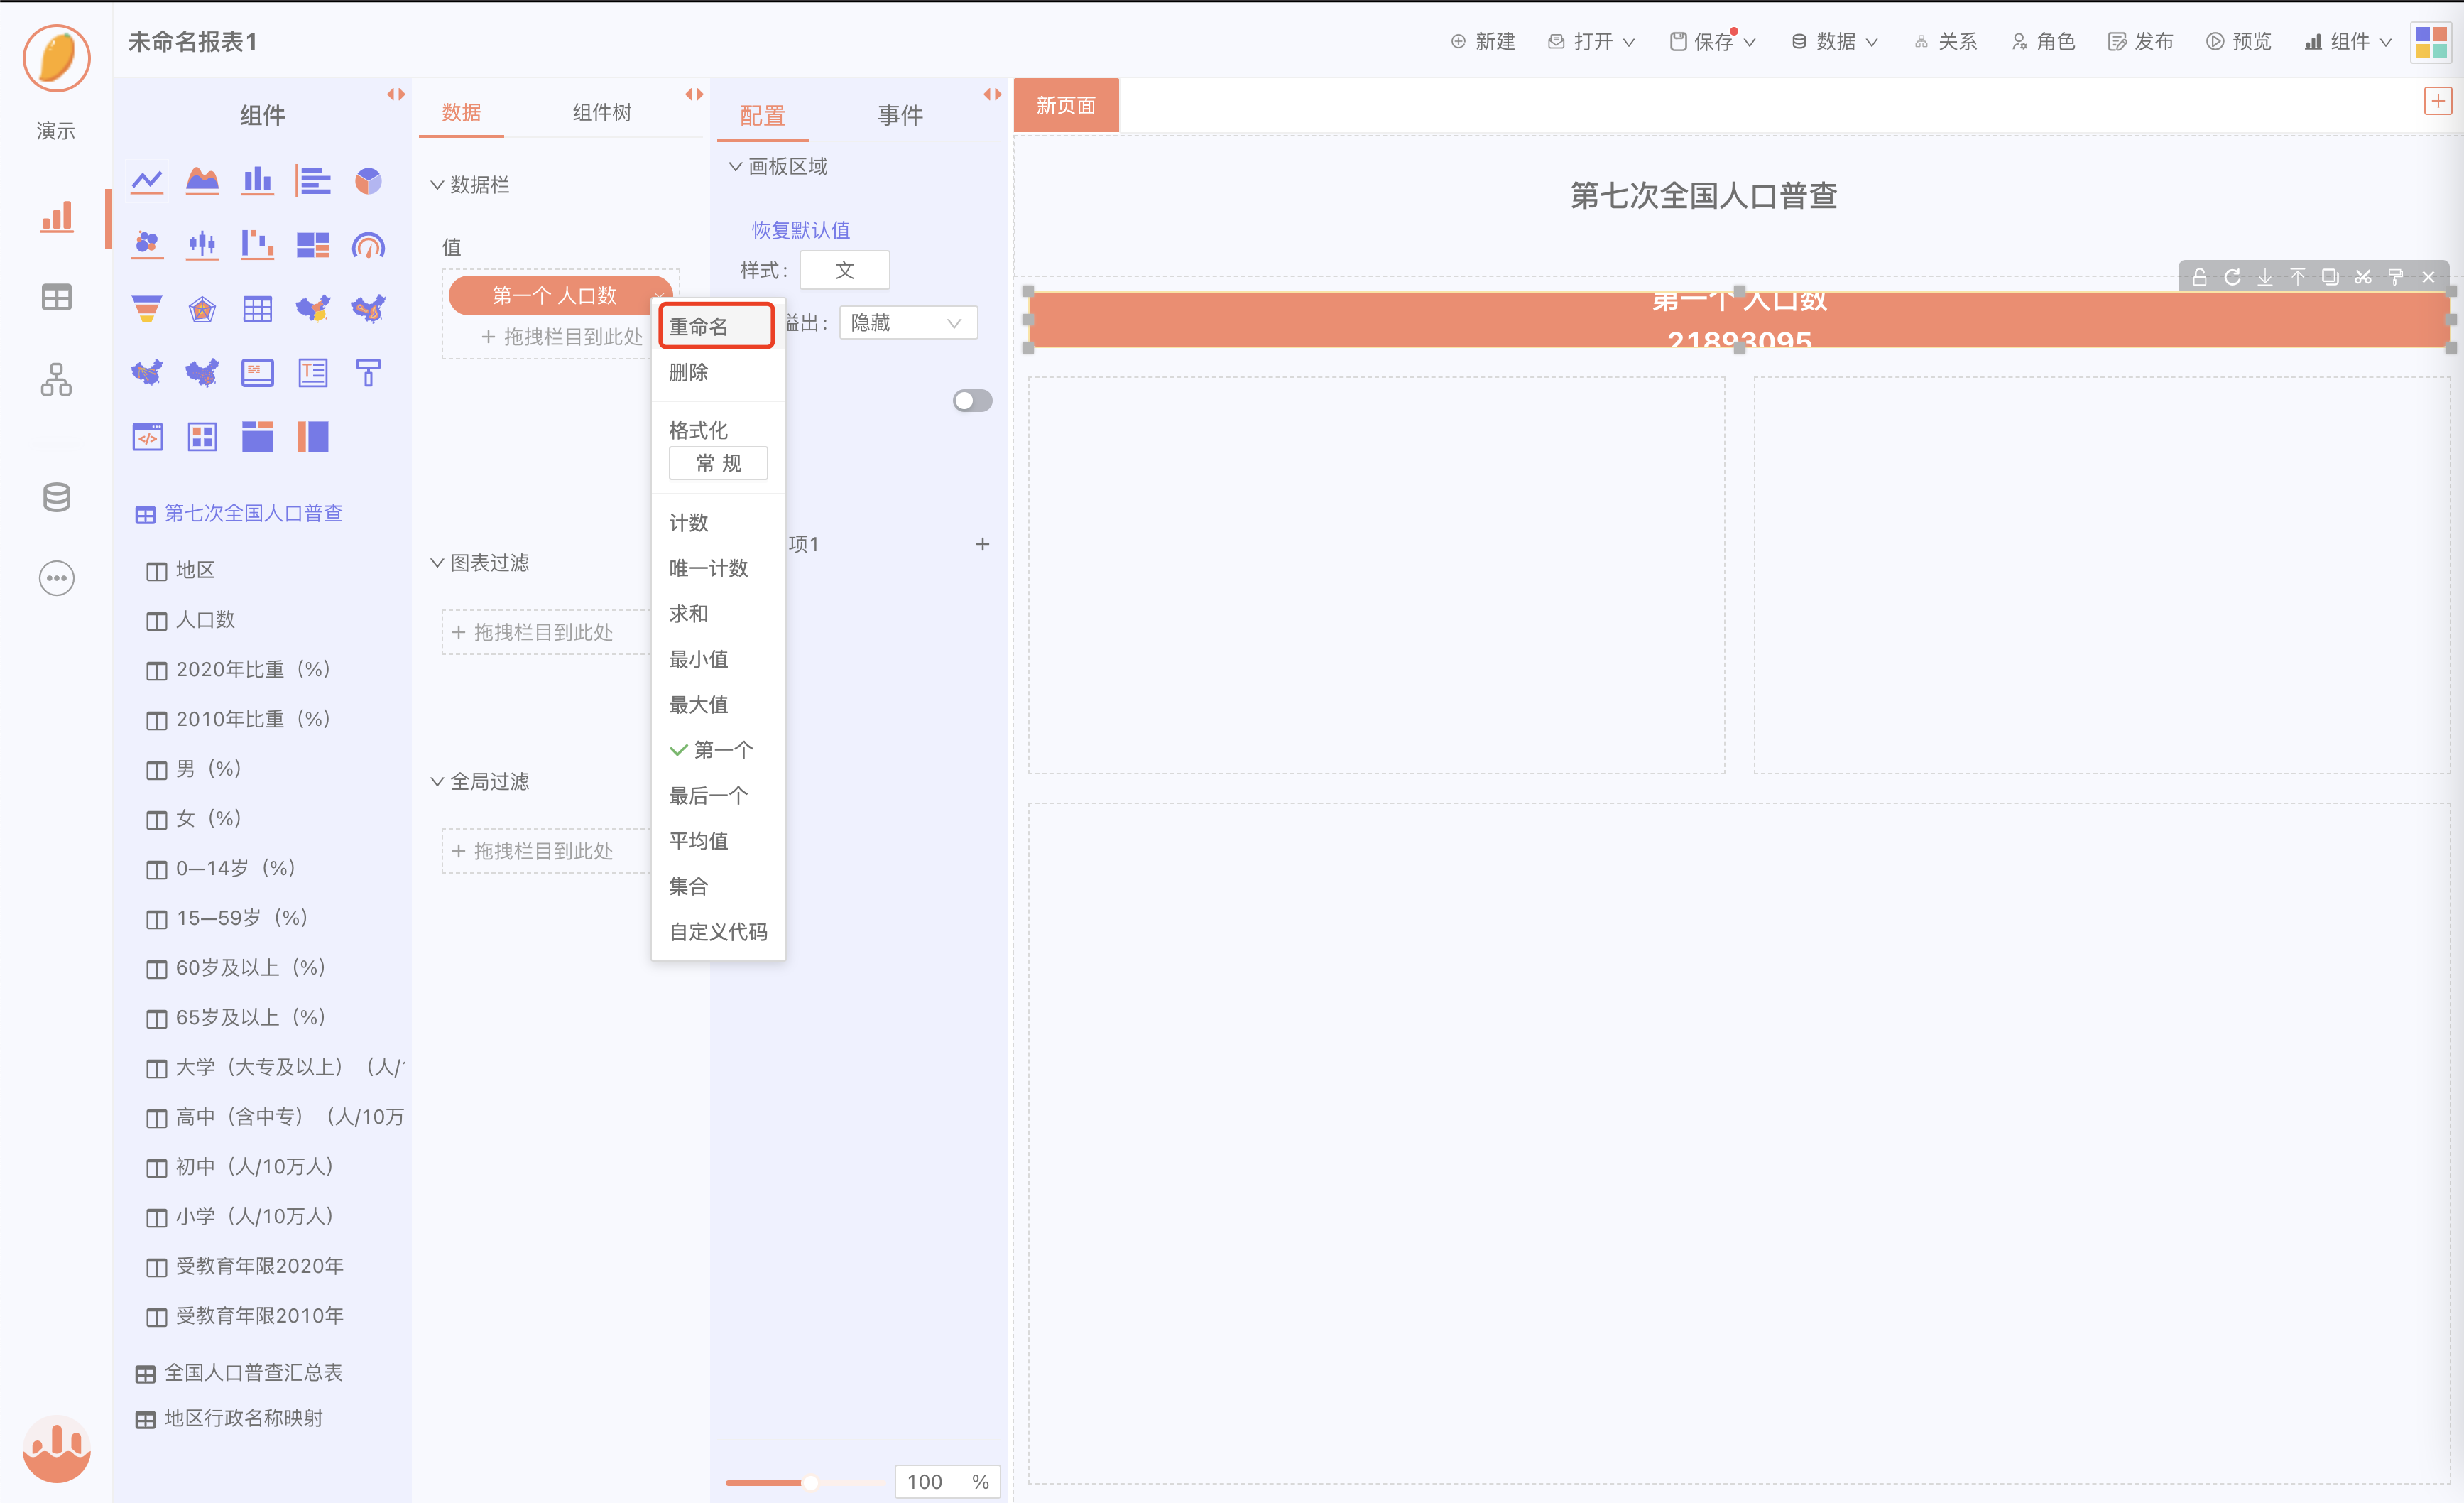 未命名报表1
新建
打开
保存
数据
关系
角色
发布
预览
组件
演示
组件
第七次全国人口普查
地区
人口数
2020年比重（%）
2010年比重（%）
男（%）
女（%）
0—14岁（%）
15—59岁（%）
60岁及以上（%）
65岁及以上（%）
大学（大专及以上）（人/
高中（含中专）（人/10万
初中（人/10万人）
小学（人/10万人）
受教育年限2020年
受教育年限2010年
全国人口普查汇总表
地区行政名称映射
数据
组件树
数据栏
值
第一个 人口数
+ 拖拽栏目到此处
图表过滤
+ 拖拽栏目到此处
全局过滤
+ 拖拽栏目到此处
重命名
删除
格式化
常 规
计数
唯一计数
求和
最小值
最大值
第一个
最后一个
平均值
集合
自定义代码
配置
事件
画板区域
恢复默认值
样式：
文
溢出：
隐藏
项1
+
100 %
新页面
第七次全国人口普查
第一个 人口数
21893095